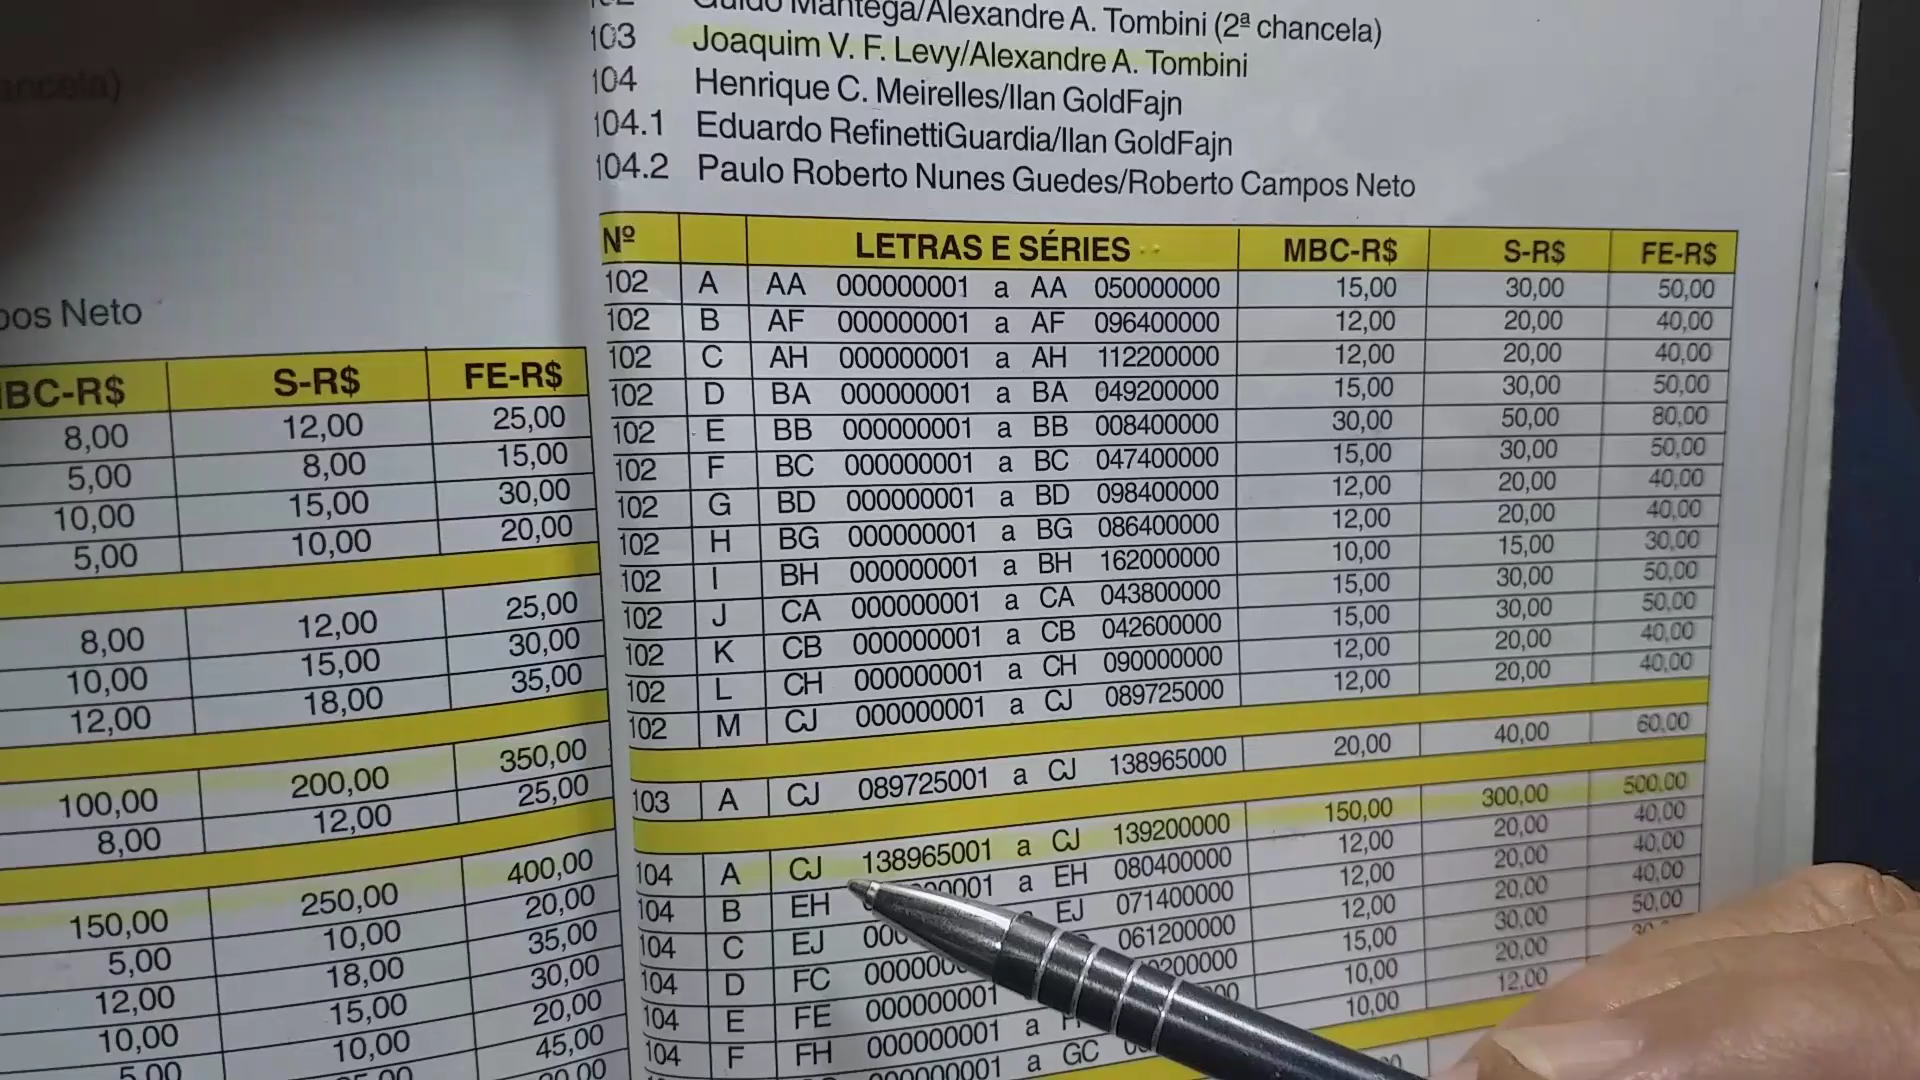 ancela)
pos Neto
BC-R$ S-R$ FE-R$
8,00 12,00 25,00
5,00 8,00 15,00
10,00 15,00 30,00
5,00 10,00 20,00
8,00 12,00 25,00
10,00 15,00 30,00
12,00 18,00 35,00
100,00 200,00 350,00
8,00 12,00 25,00
150,00 250,00 400,00
5,00 10,00 20,00
12,00 18,00 35,00
10,00 15,00 30,00
5,00 10,00 20,00
45,00
102 Guido Mantega/Alexandre A. Tombini (2ª chancela)
103 Joaquim V. F. Levy/Alexandre A. Tombini
104 Henrique C. Meirelles/Ilan GoldFajn
104.1 Eduardo RefinettiGuardia/Ilan GoldFajn
104.2 Paulo Roberto Nunes Guedes/Roberto Campos Neto
Nº LETRAS E SÉRIES MBC-R$ S-R$ FE-R$
102 A AA 000000001 a AA 050000000 15,00 30,00 50,00
102 B AF 000000001 a AF 096400000 12,00 20,00 40,00
102 C AH 000000001 a AH 112200000 12,00 20,00 40,00
102 D BA 000000001 a BA 049200000 15,00 30,00 50,00
102 E BB 000000001 a BB 008400000 30,00 50,00 80,00
102 F BC 000000001 a BC 047400000 15,00 30,00 50,00
102 G BD 000000001 a BD 098400000 12,00 20,00 40,00
102 H BG 000000001 a BG 086400000 12,00 20,00 40,00
102 I BH 000000001 a BH 162000000 10,00 15,00 30,00
102 J CA 000000001 a CA 043800000 15,00 30,00 50,00
102 K CB 000000001 a CB 042600000 15,00 30,00 50,00
102 L CH 000000001 a CH 090000000 12,00 20,00 40,00
102 M CJ 000000001 a CJ 089725000 12,00 20,00 40,00
103 A CJ 089725001 a CJ 138965000 20,00 40,00 60,00
104 A CJ 138965001 a CJ 139200000 150,00 300,00 500,00
104 B EH 00001 a EH 080400000 12,00 20,00 40,00
104 C EJ 000 EJ 071400000 12,00 20,00 40,00
104 D FC 000000 061200000 12,00 20,00 40,00
104 E FE 000000001 200000 15,00 30,00 50,00
104 F FH 000000001 a 10,00 20,00
000000001 a GC 10,00 12,00